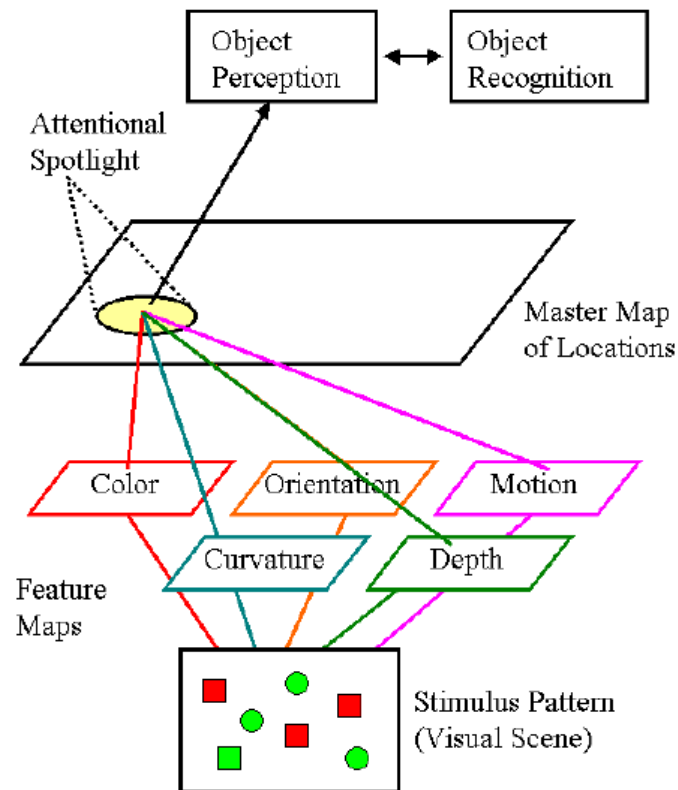 Object
Perception
Object
Recognition
Attentional
Spotlight
Master Map
of Locations
Color
Orientation
Motion
Curvature
Depth
Feature
Maps
Stimulus Pattern
(Visual Scene)